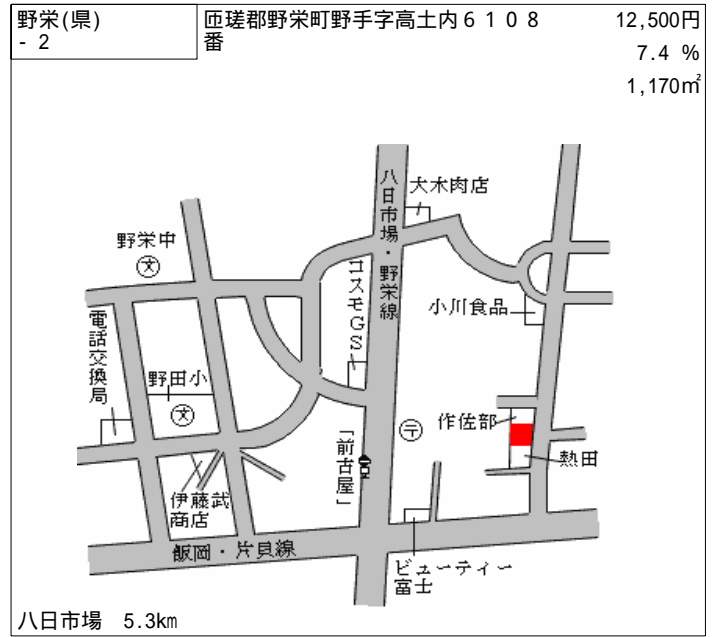 野栄(県)
- 2
匝瑳郡野栄町野手字高土内６１０８
番
12,500円
7.4 %
1,170㎡
八日市場・野栄線
大木肉店
野栄中
文
コスモGS
小川食品
電話交換局
野田小
文
〒
作佐部
「前古屋」
熱田
伊藤武
商店
飯岡・片貝線
ビューティー
富士
八日市場 5.3km